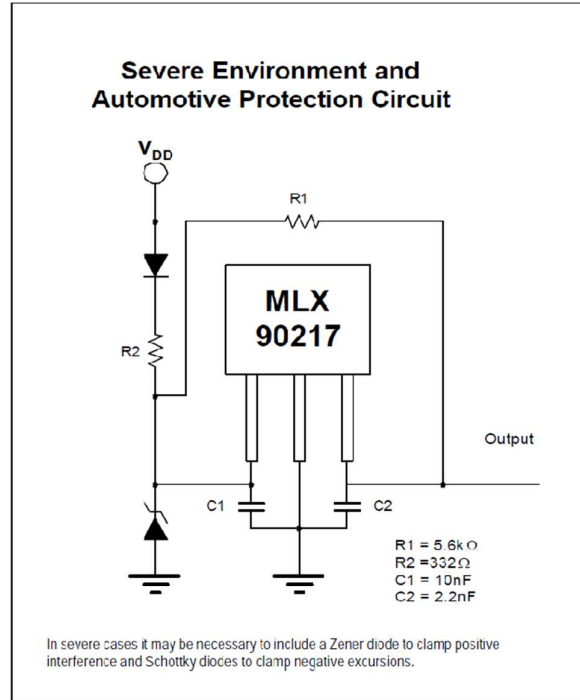 Severe Environment and
Automotive Protection Circuit
VDD
R1
MLX
90217
R2
Output
C1
C2
R1 = 5.6kΩ
R2 =332Ω
C1 = 10nF
C2 = 2.2nF
In severe cases it may be necessary to include a Zener diode to clamp positive
interference and Schottky diodes to clamp negative excursions.